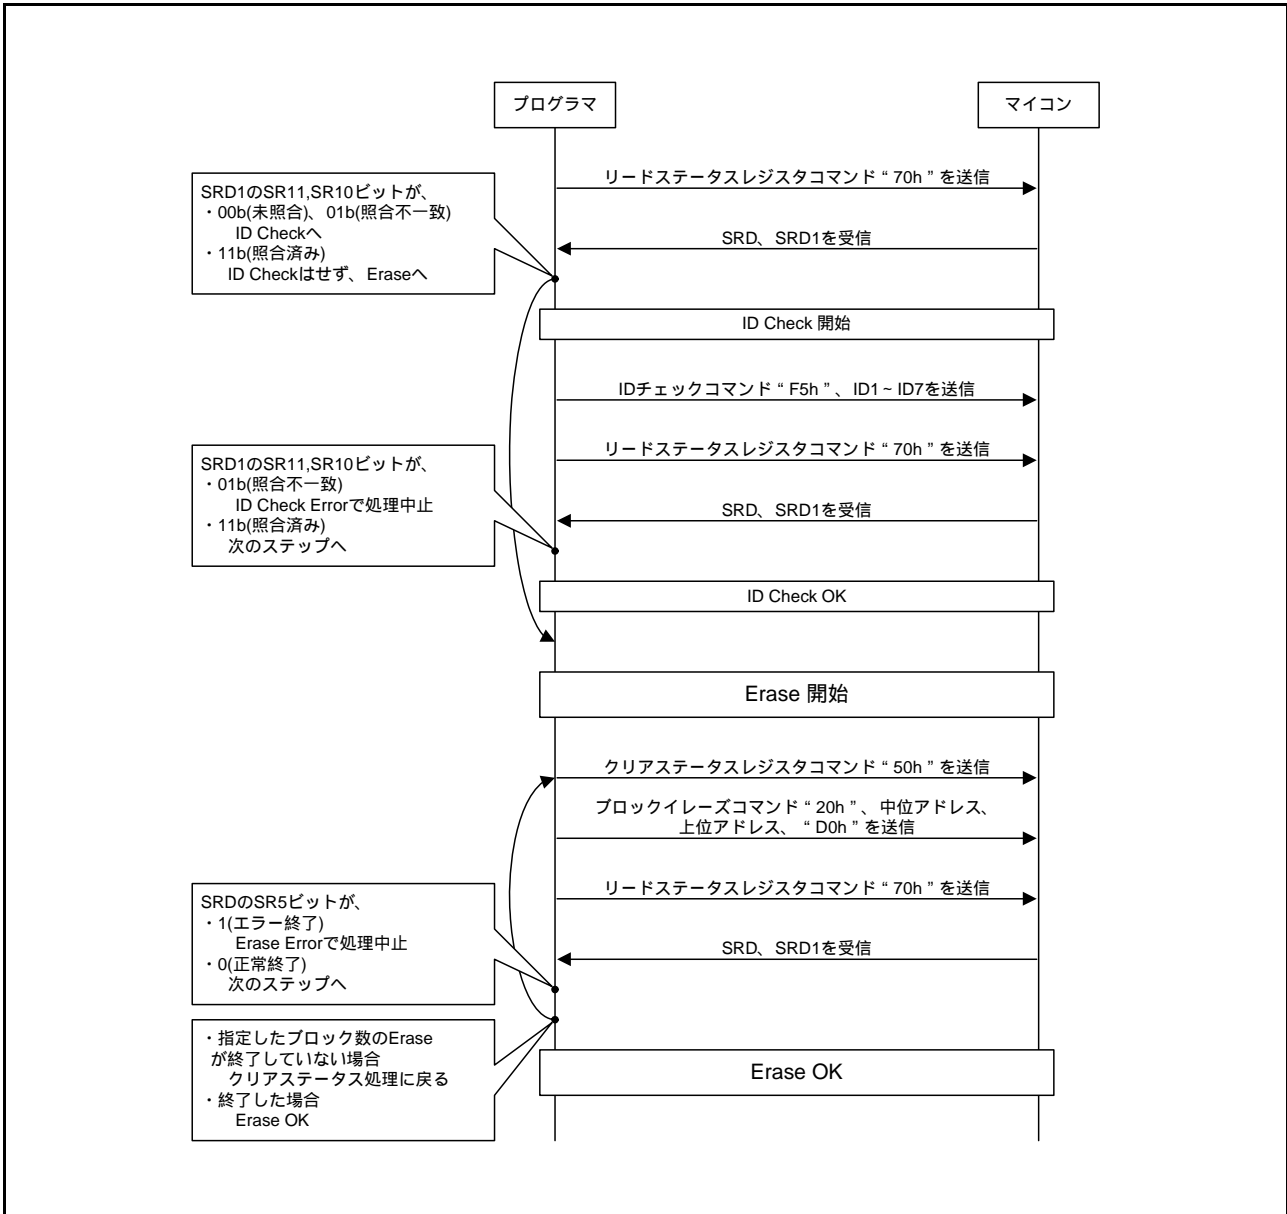 プログラマ
マイコン
リードステータスレジスタコマンド“70h”を送信
SRD1のSR11,SR10ビットが、
・00b(未照合)、01b(照合不一致)
ID Checkへ
・11b(照合済み)
ID Checkはせず、Eraseへ
SRD、SRD1を受信
ID Check 開始
IDチェックコマンド“F5h”、ID1~ID7を送信
リードステータスレジスタコマンド“70h”を送信
SRD1のSR11,SR10ビットが、
・01b(照合不一致)
ID Check Errorで処理中止
・11b(照合済み)
次のステップへ
SRD、SRD1を受信
ID Check OK
Erase 開始
クリアステータスレジスタコマンド“50h”を送信
ブロックイレーズコマンド“20h”、中位アドレス、
上位アドレス、“D0h”を送信
リードステータスレジスタコマンド“70h”を送信
SRDのSR5ビットが、
・1(エラー終了)
Erase Errorで処理中止
・0(正常終了)
次のステップへ
SRD、SRD1を受信
・指定したブロック数のErase
が終了していない場合
クリアステータス処理に戻る
・終了した場合
Erase OK
Erase OK